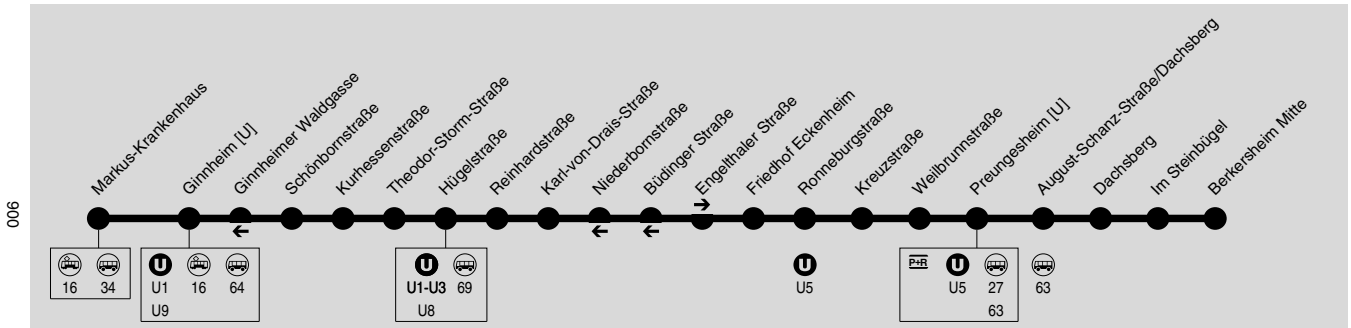 006
Markus-Krankenhaus
Ginnheim [U]
Ginnheimer Waldgasse
Schönbornstraße
Kurhessenstraße
Theodor-Storm-Straße
Hügelstraße
Reinhardstraße
Karl-von-Drais-Straße
Niederbornstraße
Büdinger Straße
Engelthaler Straße
Friedhof Eckenheim
Ronneburgstraße
Kreuzstraße
Weilbrunnstraße
Preungesheim [U]
August-Schanz-Straße/Dachsberg
Dachsberg
Im Steinbügel
Berkersheim Mitte
U U U P+R U
16 34 U1 16 64 U1-U3 69 U5 U5 27 63
U9 U8 63